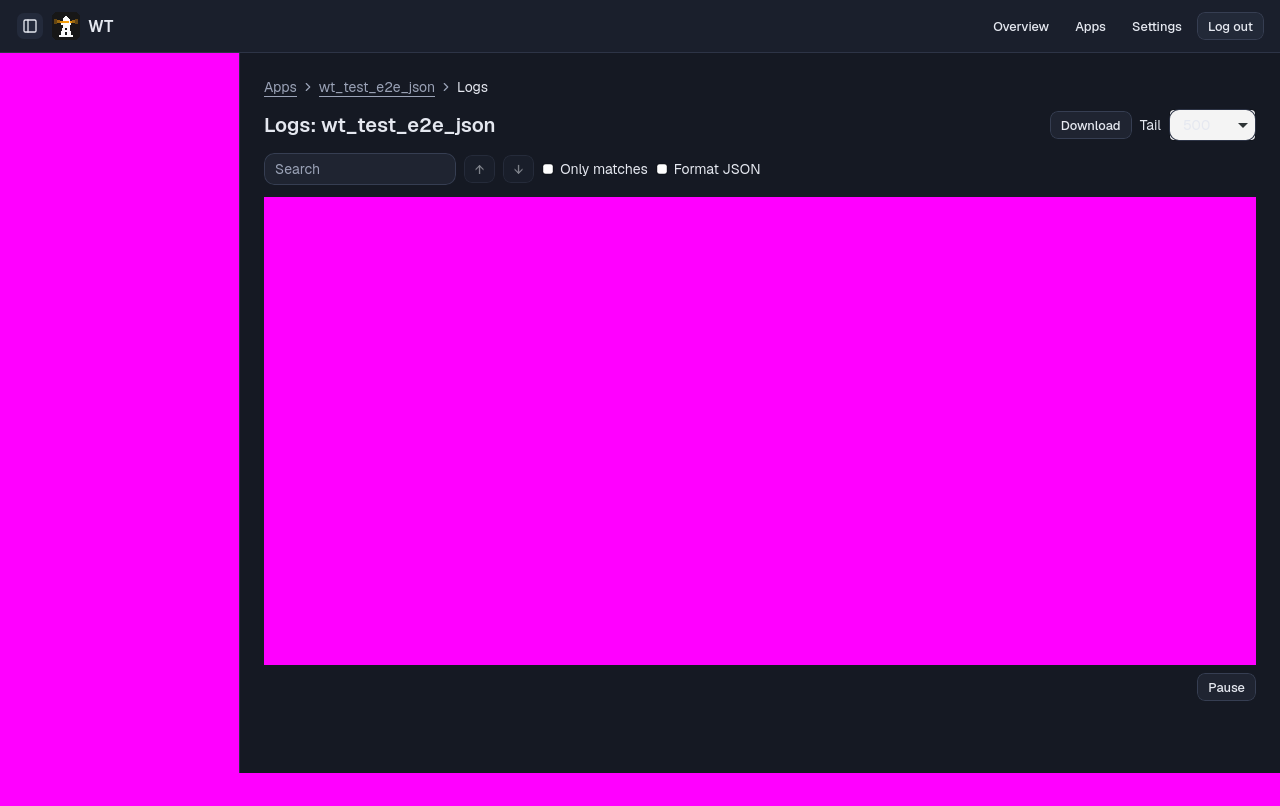 WT
Overview Apps Settings Log out
Apps > wt_test_e2e_json > Logs
Logs: wt_test_e2e_json
Download Tail 500
Search ↑ ↓ Only matches Format JSON
Pause